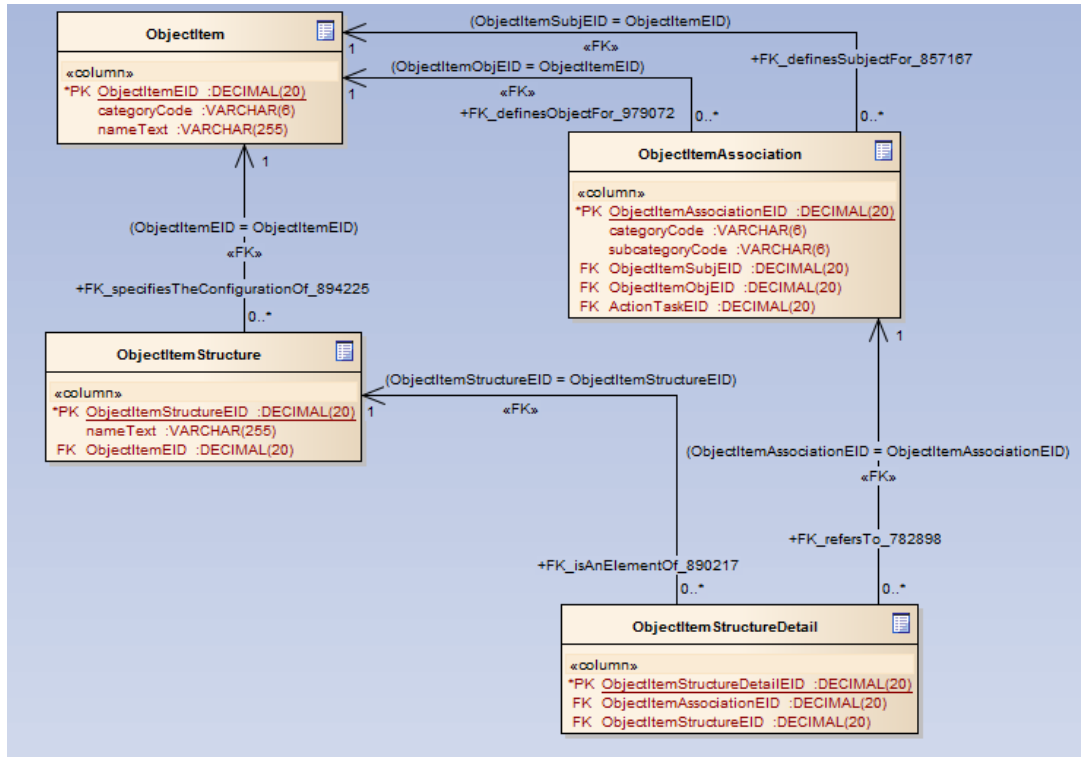 (ObjectItemSubjEID = ObjectItemEID)
ObjectItem
1
«FK»
+FK_definesSubjectFor_857167
0..*
«column»
*PK ObjectItemEID :DECIMAL(20)
categoryCode :VARCHAR(6)
nameText :VARCHAR(255)
(ObjectItemObjEID = ObjectItemEID)
1
«FK»
+FK_definesObjectFor_979072
0..*
ObjectItemAssociation
«column»
*PK ObjectItemAssociationEID :DECIMAL(20)
categoryCode :VARCHAR(6)
subcategoryCode :VARCHAR(6)
FK ObjectItemSubjEID :DECIMAL(20)
FK ObjectItemObjEID :DECIMAL(20)
FK ActionTaskEID :DECIMAL(20)
1
(ObjectItemEID = ObjectItemEID)
«FK»
+FK_specifiesTheConfigurationOf_894225
0..*
ObjectItemStructure
«column»
*PK ObjectItemStructureEID :DECIMAL(20)
nameText :VARCHAR(255)
FK ObjectItemEID :DECIMAL(20)
1
(ObjectItemStructureEID = ObjectItemStructureEID)
«FK»
+FK_isAnElementOf_890217
0..*
1
(ObjectItemAssociationEID = ObjectItemAssociationEID)
«FK»
+FK_refersTo_782898
0..*
ObjectItemStructureDetail
«column»
*PK ObjectItemStructureDetailEID :DECIMAL(20)
FK ObjectItemAssociationEID :DECIMAL(20)
FK ObjectItemStructureEID :DECIMAL(20)